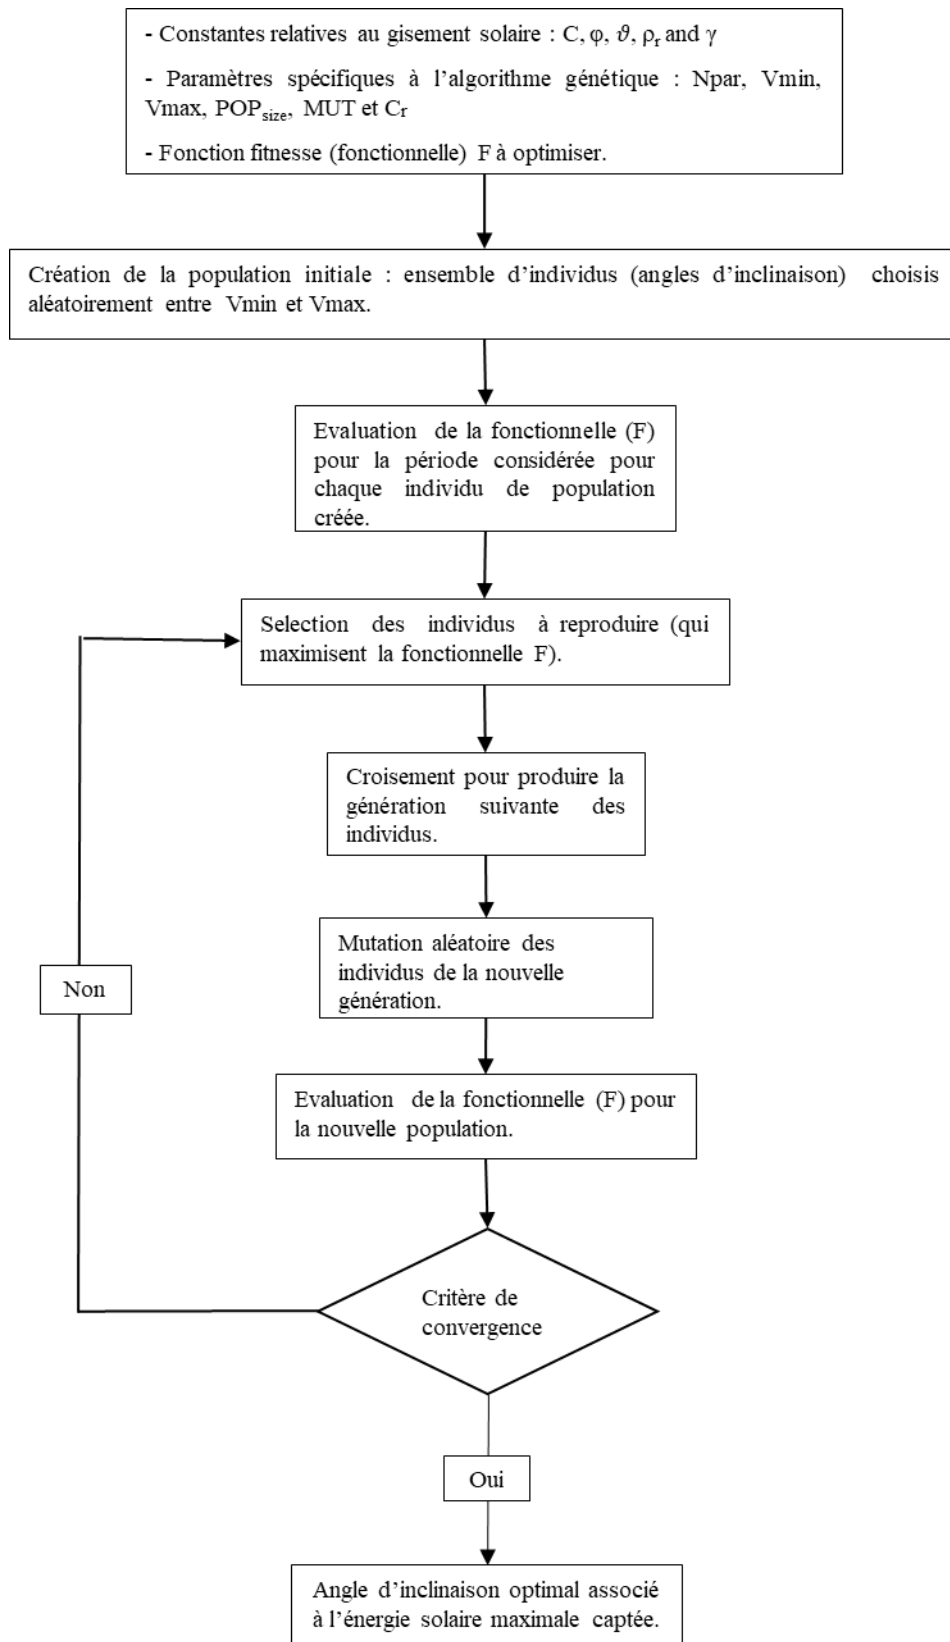 - Constantes relatives au gisement solaire : C, φ, ϑ, ρr and γ
- Paramètres spécifiques à l’algorithme génétique : Npar, Vmin,
Vmax, POPsize, MUT et Cr
- Fonction fitnesse (fonctionnelle) F à optimiser.
Création de la population initiale : ensemble d’individus (angles d’inclinaison) choisis
aléatoirement entre Vmin et Vmax.
Evaluation de la fonctionnelle (F)
pour la période considérée pour
chaque individu de population
créée.
Selection des individus à reproduire (qui
maximisent la fonctionnelle F).
Croisement pour produire la
génération suivante des
individus.
Mutation aléatoire des
individus de la nouvelle
génération.
Non
Evaluation de la fonctionnelle (F) pour
la nouvelle population.
Critère de
convergence
Oui
Angle d’inclinaison optimal associé
à l’énergie solaire maximale captée.